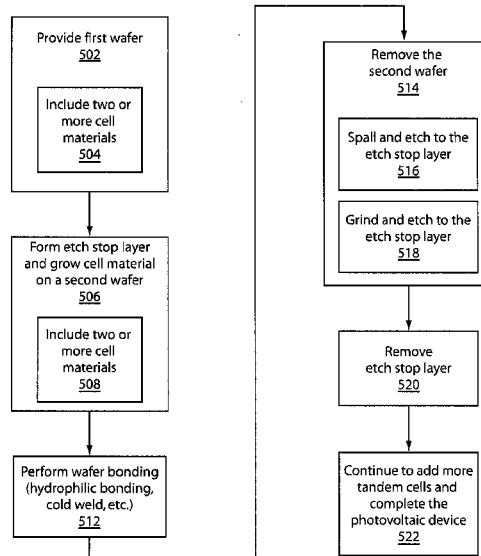 Provide first wafer
502
Include two or
more cell
materials
504
Form etch stop layer
and grow cell material
on a second wafer
506
Include two or
more cell
materials
508
Perform wafer bonding
(hydrophilic bonding,
cold weld, etc.)
512
Remove the
second wafer
514
Spall and etch to the
etch stop layer
516
Grind and etch to the
etch stop layer
518
Remove
etch stop layer
520
Continue to add more
tandem cells and
complete the
photovoltaic device
522